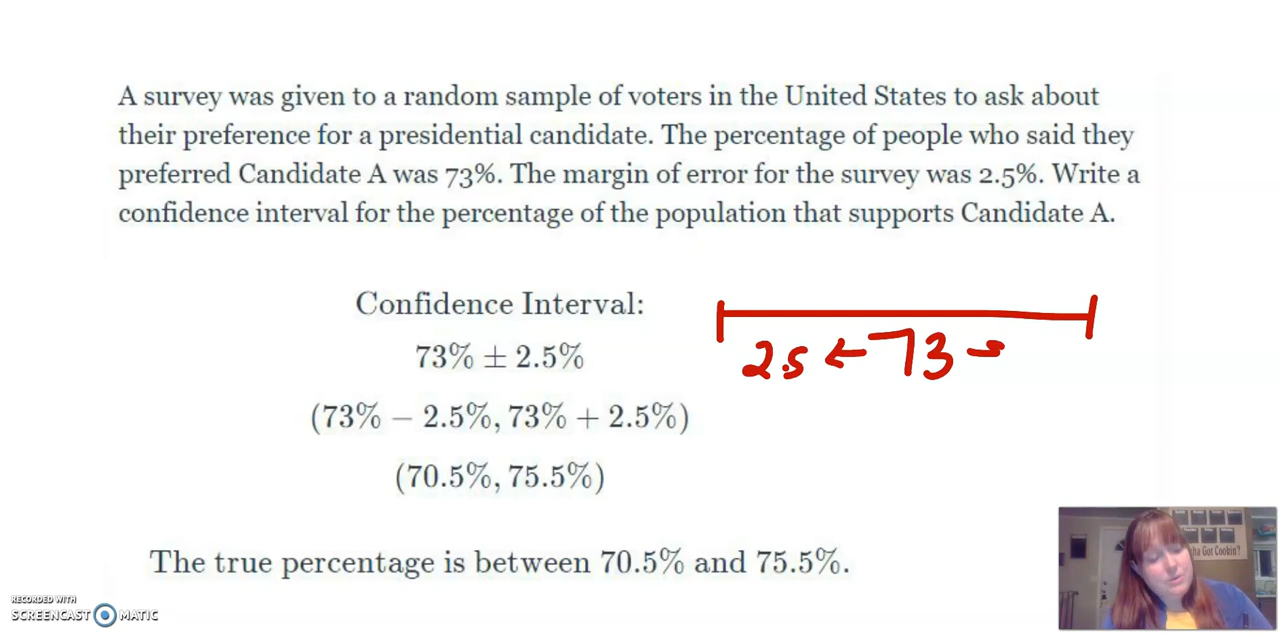 A survey was given to a random sample of voters in the United States to ask about
their preference for a presidential candidate. The percentage of people who said they
preferred Candidate A was 73%. The margin of error for the survey was 2.5%. Write a
confidence interval for the percentage of the population that supports Candidate A.
Confidence Interval:
73% ± 2.5%
2.5 ← 73
(73% − 2.5%, 73% + 2.5%)
(70.5%, 75.5%)
The true percentage is between 70.5% and 75.5%.
Got Cookin'?
RECORDED WITH
SCREENCAST MATIC